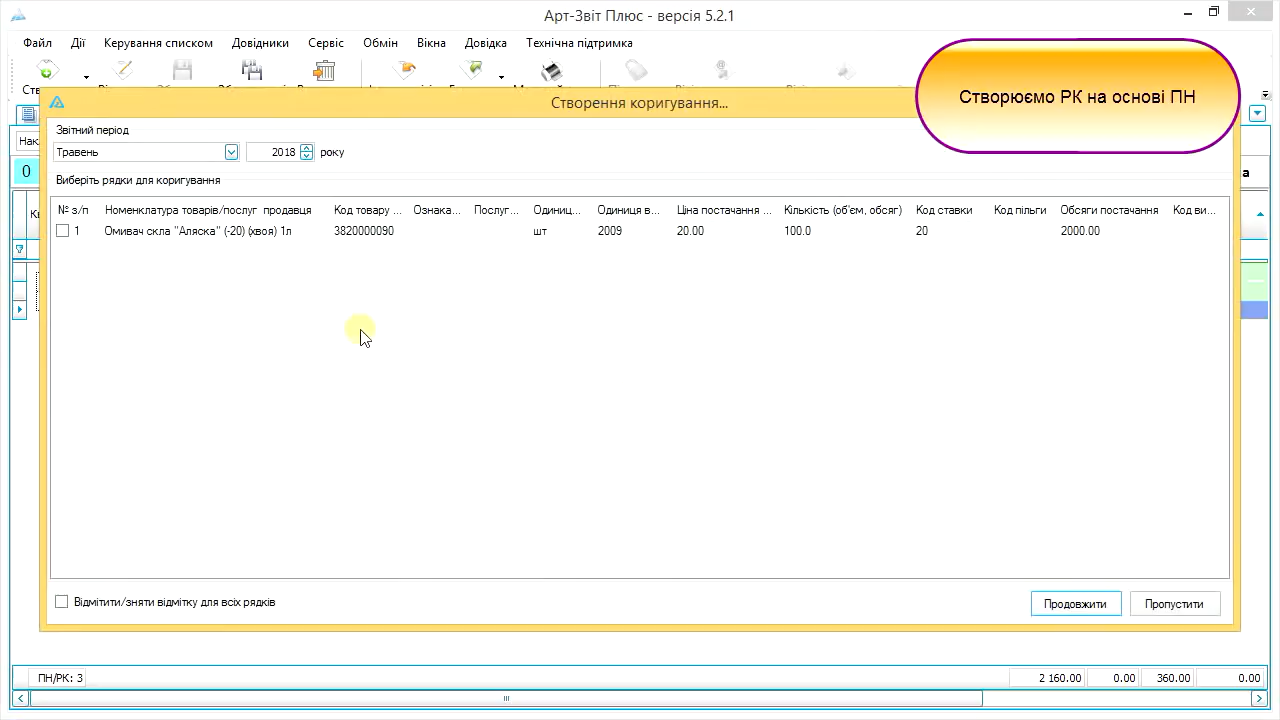 Арт-Звіт Плюс - версія 5.2.1
Файл Дії Керування списком Довідники Сервіс Обмін Вікна Довідка Технічна підтримка
Створюємо РК на основі ПН
Створення коригування...
Звітний період
Травень 2018 року
Виберіть рядки для коригування
0
№ з/п Номенклатура товарів/послуг продавця Код товару ... Ознака... Послуг... Одиниц... Одиниця в... Ціна постачання ... Кількість (об'єм, обсяг) Код ставки Код пільги Обсяги постачання Код ви...
1 Омивач скла "Аляска" (-20) (хвоя) 1л 3820000090 шт 2009 20.00 100.0 20 2000.00
Відмітити/зняти відмітку для всіх рядків
Продовжити Пропустити
ПН/РК: 3 2 160.00 0.00 360.00 0.00